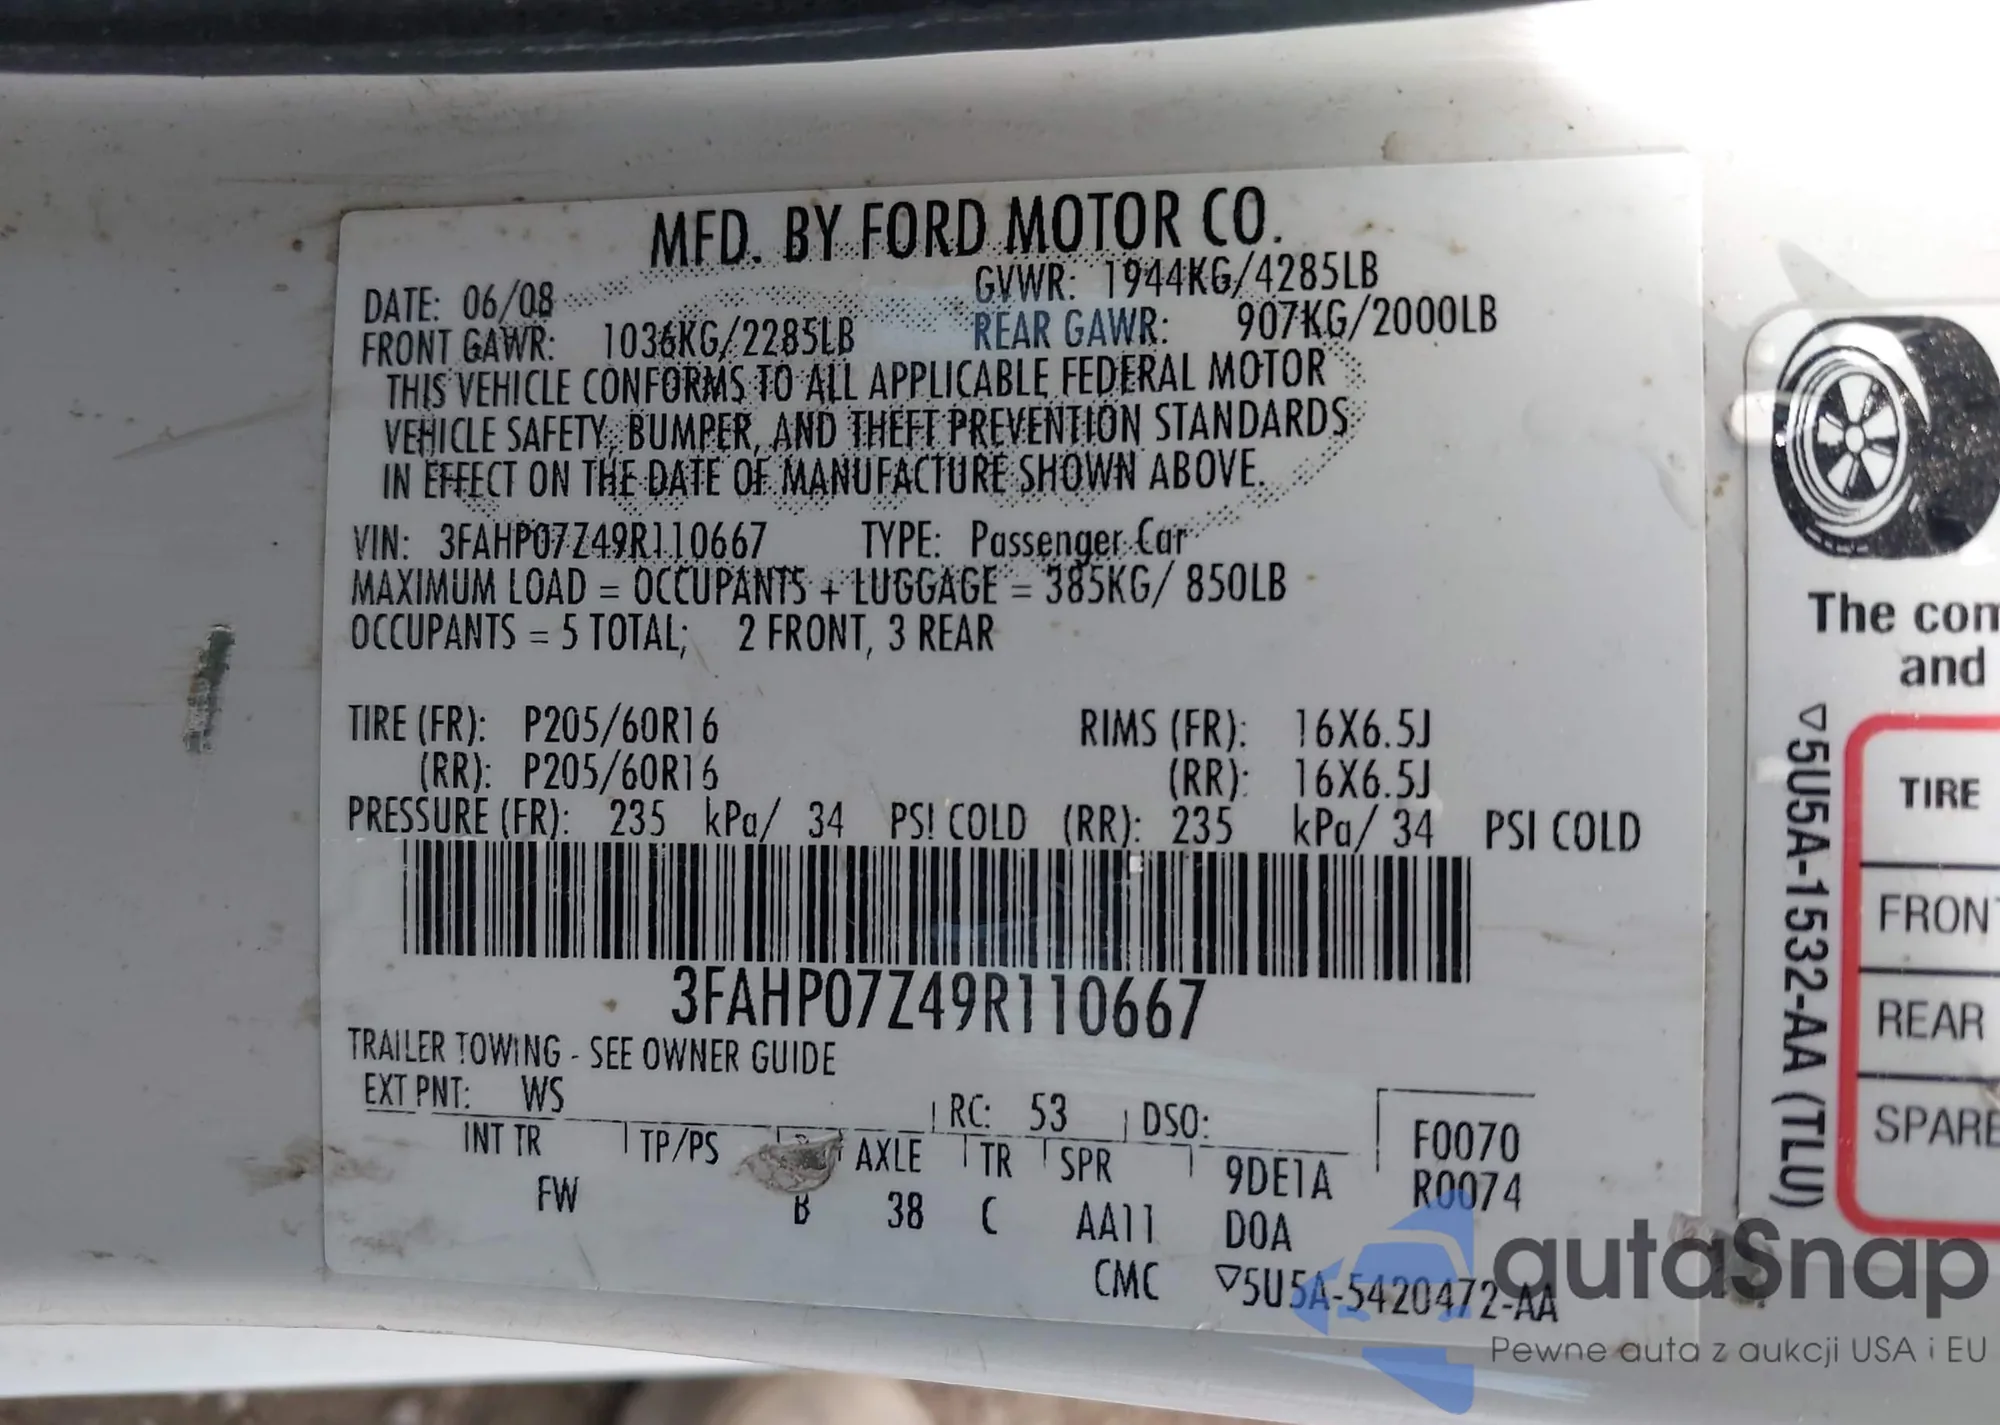 MFD. BY FORD MOTOR CO.
DATE: 06/08 GVWR: 1944KG/4285LB
FRONT GAWR: 1036KG/2285LB REAR GAWR: 907KG/2000LB
THIS VEHICLE CONFORMS TO ALL APPLICABLE FEDERAL MOTOR
VEHICLE SAFETY, BUMPER, AND THEFT PREVENTION STANDARDS
IN EFFECT ON THE DATE OF MANUFACTURE SHOWN ABOVE.
VIN: 3FAHP07Z49R110667 TYPE: Passenger Car
MAXIMUM LOAD = OCCUPANTS + LUGGAGE = 385KG/ 850LB
OCCUPANTS = 5 TOTAL; 2 FRONT, 3 REAR
TIRE (FR): P205/60R16 RIMS (FR): 16X6.5J
(RR): P205/60R16 (RR): 16X6.5J
PRESSURE (FR): 235 kPa/ 34 PSI COLD (RR): 235 kPa/ 34 PSI COLD
3FAHP07Z49R110667
TRAILER TOWING - SEE OWNER GUIDE
EXT PNT: WS RC: 53 DSO:
INT TR TP/PS AXLE TR SPR 9DE1A
FW B 38 C AA11 DOA
F0070
R0074
CMC ▽5U5A-5420472-AA
The con
and
▽5U5A-1532-AA (TLU)
TIRE
FRONT
REAR
SPARE
autaSnap
Pewne auta z aukcji USA i EU